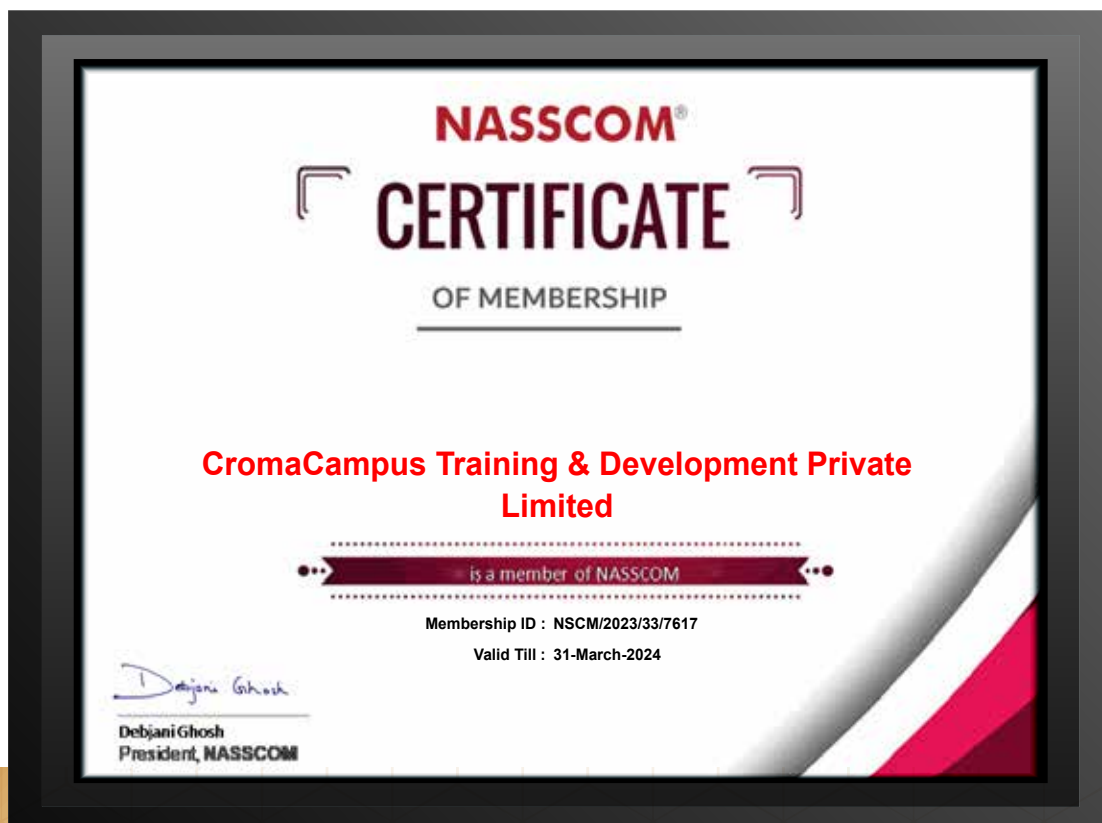 NASSCOM®
CERTIFICATE
OF MEMBERSHIP
CromaCampus Training & Development Private
Limited
is a member of NASSCOM
Membership ID : NSCM/2023/33/7617
Valid Till : 31-March-2024
Debjani Ghosh
Debjani Ghosh
President, NASSCOM